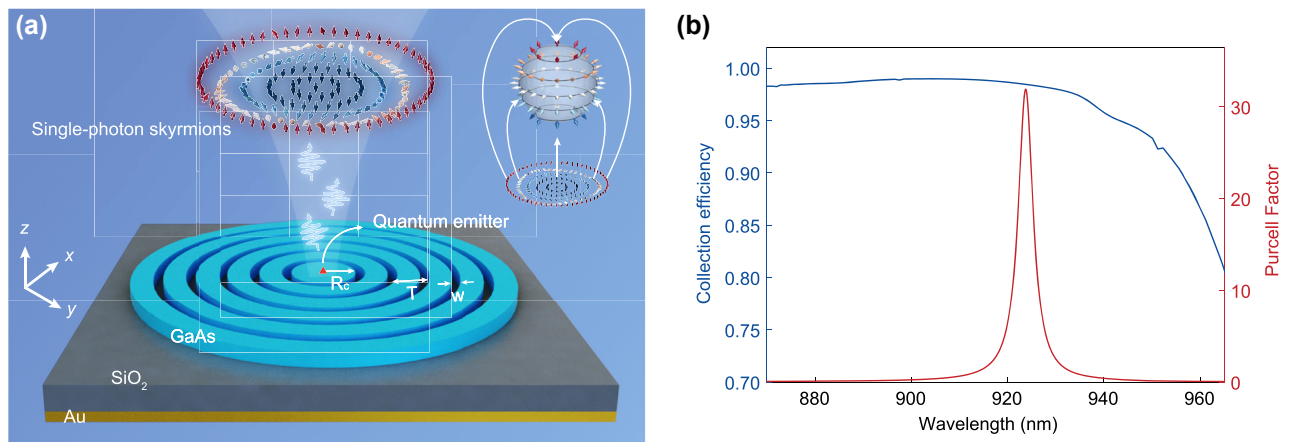 (a)
Single-photon skyrmions
Quantum emitter
z
x
y
Rc
T
w
GaAs
SiO2
Au
(b)
1.00
0.95
0.90
0.85
0.80
0.75
0.70
Collection efficiency
30
20
10
0
Purcell Factor
880 900 920 940 960
Wavelength (nm)